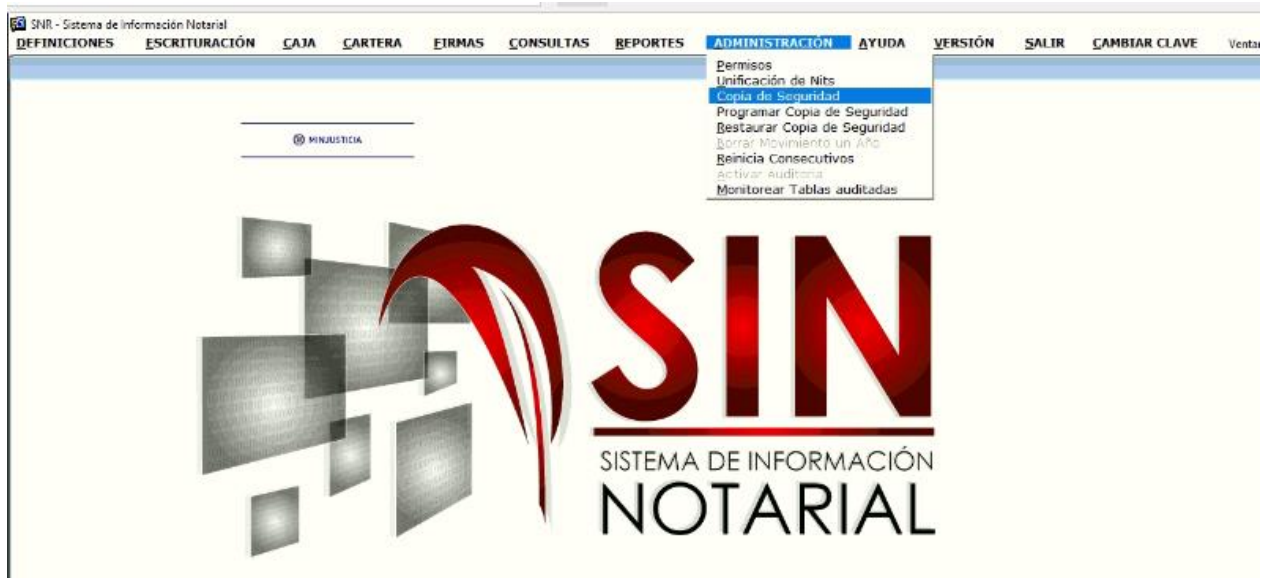 SNR - Sistema de Información Notarial
DEFINICIONES ESCRITURACIÓN CAJA CARTERA FIRMAS CONSULTAS REPORTES ADMINISTRACIÓN AYUDA VERSIÓN SALIR CAMBIAR CLAVE Ventan
Permisos
Unificación de Nits
Copia de Seguridad
Programar Copia de Seguridad
Restaurar Copia de Seguridad
Borrar Movimiento un Año
Reinicia Consecutivos
Activar Auditoria
Monitorear Tablas auditadas
MINJUSTICIA
SIN
SISTEMA DE INFORMACIÓN
NOTARIAL